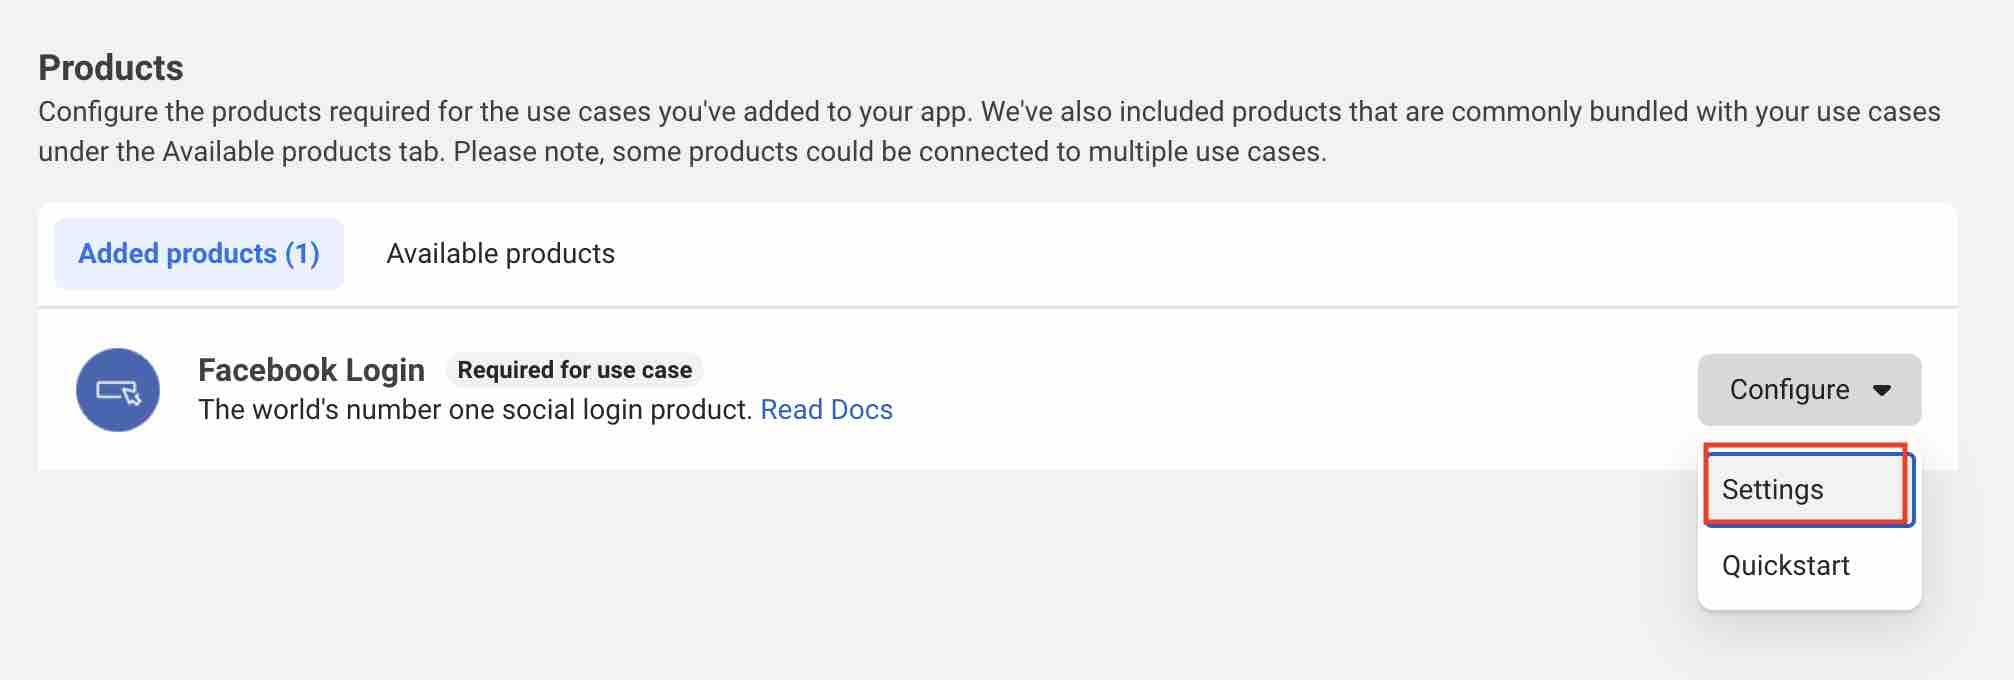 Products
Configure the products required for the use cases you've added to your app. We've also included products that are commonly bundled with your use cases
under the Available products tab. Please note, some products could be connected to multiple use cases.
Added products (1)
Available products
Facebook Login
Required for use case
The world's number one social login product. Read Docs
Configure
Settings
Quickstart